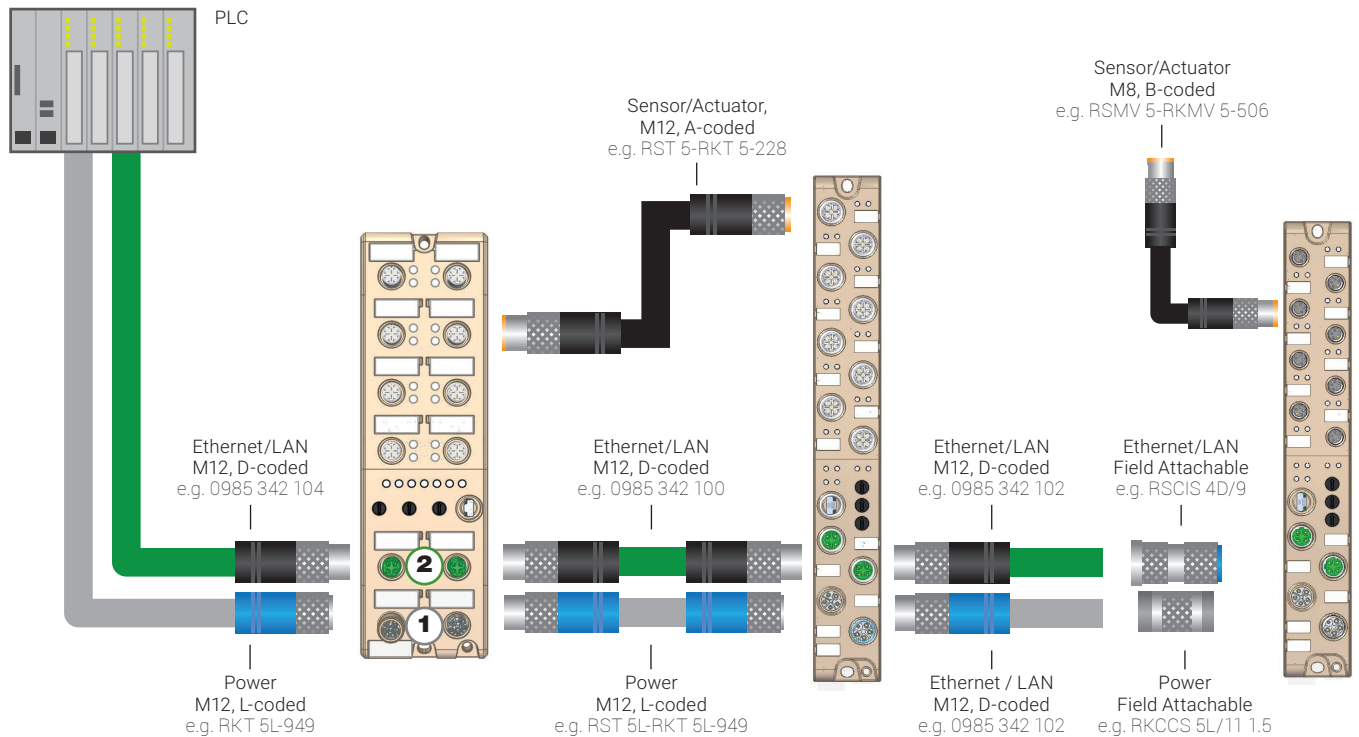 PLC
Sensor/Actuator
M8, B-coded
e.g. RSMV 5-RKMV 5-506
Sensor/Actuator,
M12, A-coded
e.g. RST 5-RKT 5-228
Ethernet/LAN
M12, D-coded
e.g. 0985 342 104
Ethernet/LAN
M12, D-coded
e.g. 0985 342 100
Ethernet/LAN
M12, D-coded
e.g. 0985 342 102
Ethernet/LAN
Field Attachable
e.g. RSCIS 4D/9
2
1
Power
M12, L-coded
e.g. RKT 5L-949
Power
M12, L-coded
e.g. RST 5L-RKT 5L-949
Ethernet / LAN
M12, D-coded
e.g. 0985 342 102
Power
Field Attachable
e.g. RKCCS 5L/11 1.5